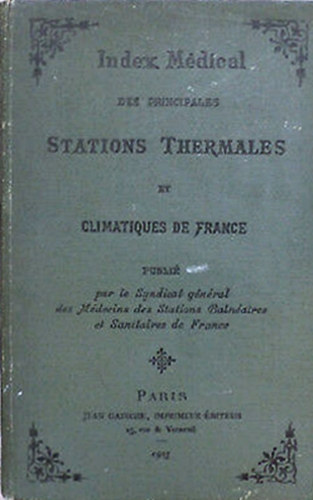 Index Médical
DES PRINCIPALES
STATIONS THERMALES
ET
CLIMATIQUES DE FRANCE
PUBLIÉ
par le Syndicat général
des Médecins des Stations Balnéaires
et Sanitaires de France
PARIS
JEAN GAINCHE, IMPRIMEUR ÉDITEUR
15, rue de Verneuil
1903